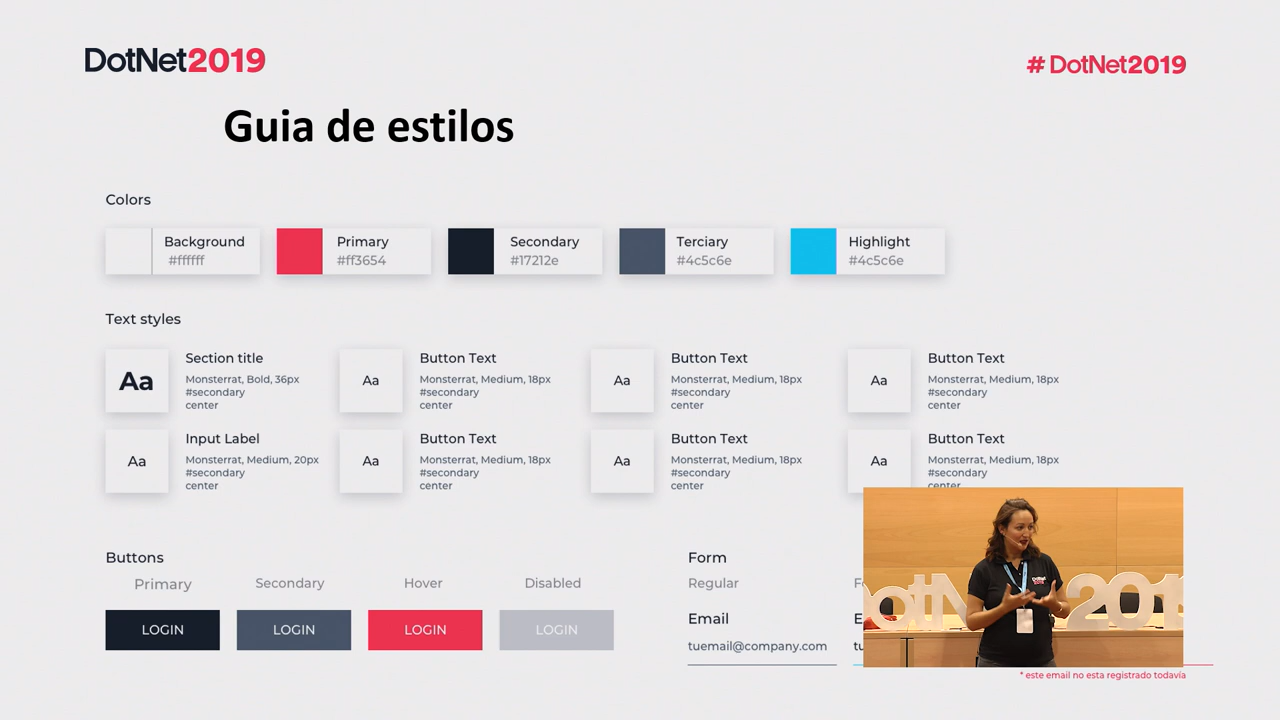 DotNet2019
# DotNet2019
Guia de estilos
Colors
Background
#ffffff
Primary
#ff3654
Secondary
#17212e
Terciary
#4c5c6e
Highlight
#4c5c6e
Text styles
Aa
Section title
Monsterrat, Bold, 36px
#secondary
center
Aa
Button Text
Monsterrat, Medium, 18px
#secondary
center
Aa
Button Text
Monsterrat, Medium, 18px
#secondary
center
Aa
Button Text
Monsterrat, Medium, 18px
#secondary
center
Aa
Input Label
Monsterrat, Medium, 20px
#secondary
center
Aa
Button Text
Monsterrat, Medium, 18px
#secondary
center
Aa
Button Text
Monsterrat, Medium, 18px
#secondary
center
Aa
Button Text
Monsterrat, Medium, 18px
#secondary
center
Buttons
Primary
Secondary
Hover
Disabled
LOGIN
LOGIN
LOGIN
LOGIN
Form
Regular
Email
tuemail@company.com
* este email no esta registrado todavía